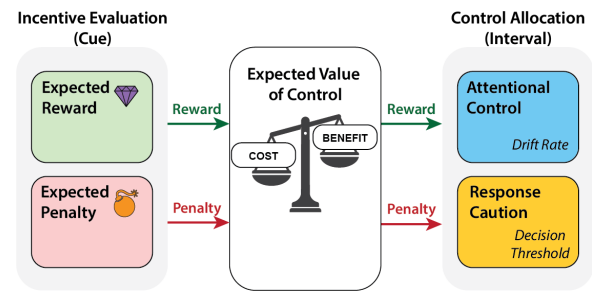 Incentive Evaluation
(Cue)
Expected
Reward
Expected
Penalty
Reward
Penalty
Expected Value
of Control
COST
BENEFIT
Reward
Penalty
Control Allocation
(Interval)
Attentional
Control
Drift Rate
Response
Caution
Decision
Threshold